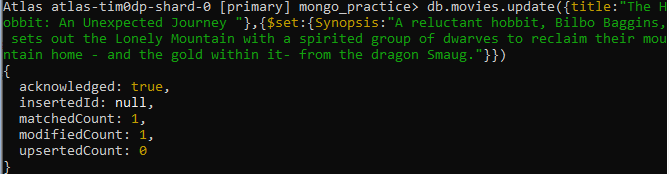 Atlas atlas-tim0dp-shard-0 [primary] mongo_practice> db.movies.update({title:"The H
obbit: An Unexpected Journey "},{$set:{Synopsis:"A reluctant hobbit, Bilbo Baggins,
 sets out the Lonely Mountain with a spirited group of dwarves to reclaim their mou
ntain home - and the gold within it- from the dragon Smaug."}})
{
  acknowledged: true,
  insertedId: null,
  matchedCount: 1,
  modifiedCount: 1,
  upsertedCount: 0
}